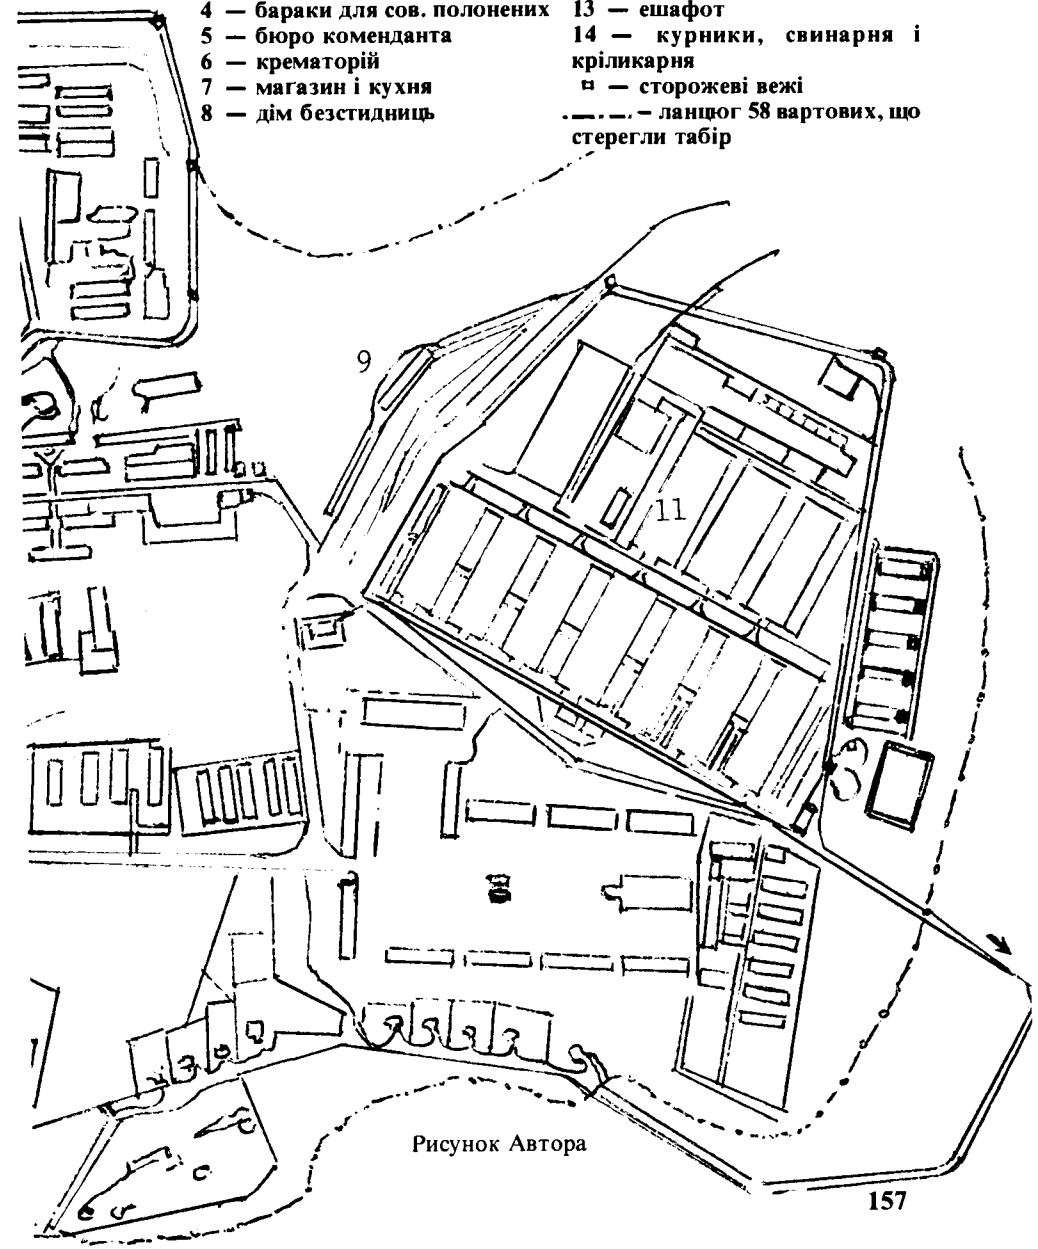 4 — бараки для сов. полонених
5 — бюро коменданта
6 — крематорій
7 — магазин і кухня
8 — дім безстидниць
13 — ешафот
14 — курники, свинарня і
кріликарня
¤ — сторожеві вежі
.—.—. – ланцюг 58 вартових, що
стерегли табір
9
11
Рисунок Автора
157